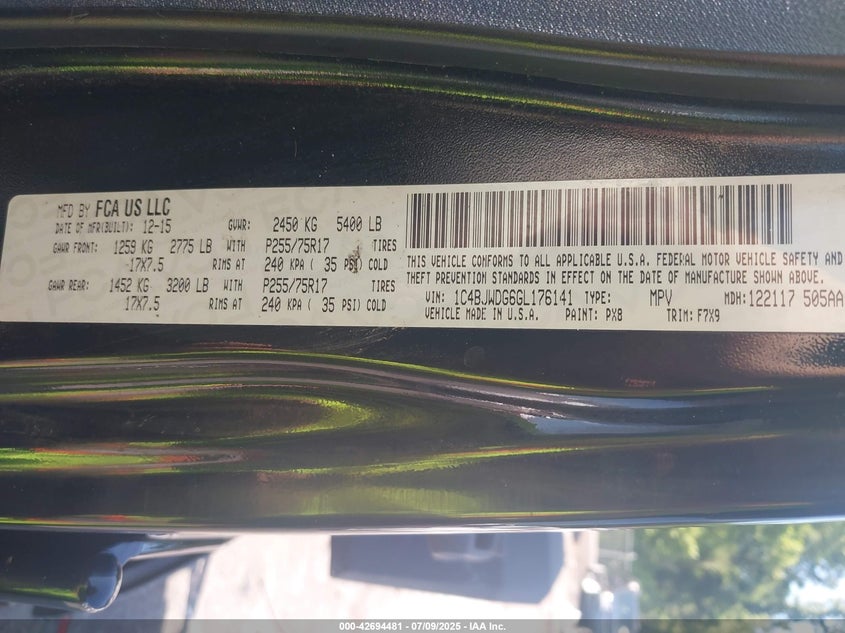 MFD BY FCA US LLC
DATE OF MFR(BUILT): 12-15 GVWR: 2450 KG 5400 LB
GAWR FRONT: 1259 KG 2775 LB WITH P255/75R17 TIRES
17X7.5 RIMS AT 240 KPA ( 35 PSI) COLD
GAWR REAR: 1452 KG 3200 LB WITH P255/75R17 TIRES
17X7.5 RIMS AT 240 KPA ( 35 PSI) COLD
THIS VEHICLE CONFORMS TO ALL APPLICABLE U.S.A. FEDERAL MOTOR VEHICLE SAFETY AND
THEFT PREVENTION STANDARDS IN EFFECT ON THE DATE OF MANUFACTURE SHOWN ABOVE.
VIN: 1C4BJWDG6GL176141 TYPE: MPV MDH: 122117 505AA
VEHICLE MADE IN U.S.A. PAINT: PX8 TRIM: F7X9
000-42694481 - 07/09/2025 - IAA Inc.